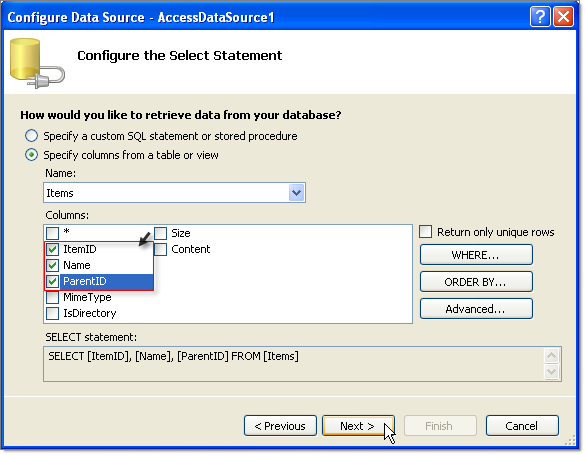 Configure Data Source - AccessDataSource1
Configure the Select Statement
How would you like to retrieve data from your database?
Specify a custom SQL statement or stored procedure
Specify columns from a table or view
Name:
Items
Columns:
*
ItemID
Name
ParentID
MimeType
IsDirectory
Size
Content
Return only unique rows
WHERE...
ORDER BY...
Advanced...
SELECT statement:
SELECT [ItemID], [Name], [ParentID] FROM [Items]
< Previous
Next >
Finish
Cancel